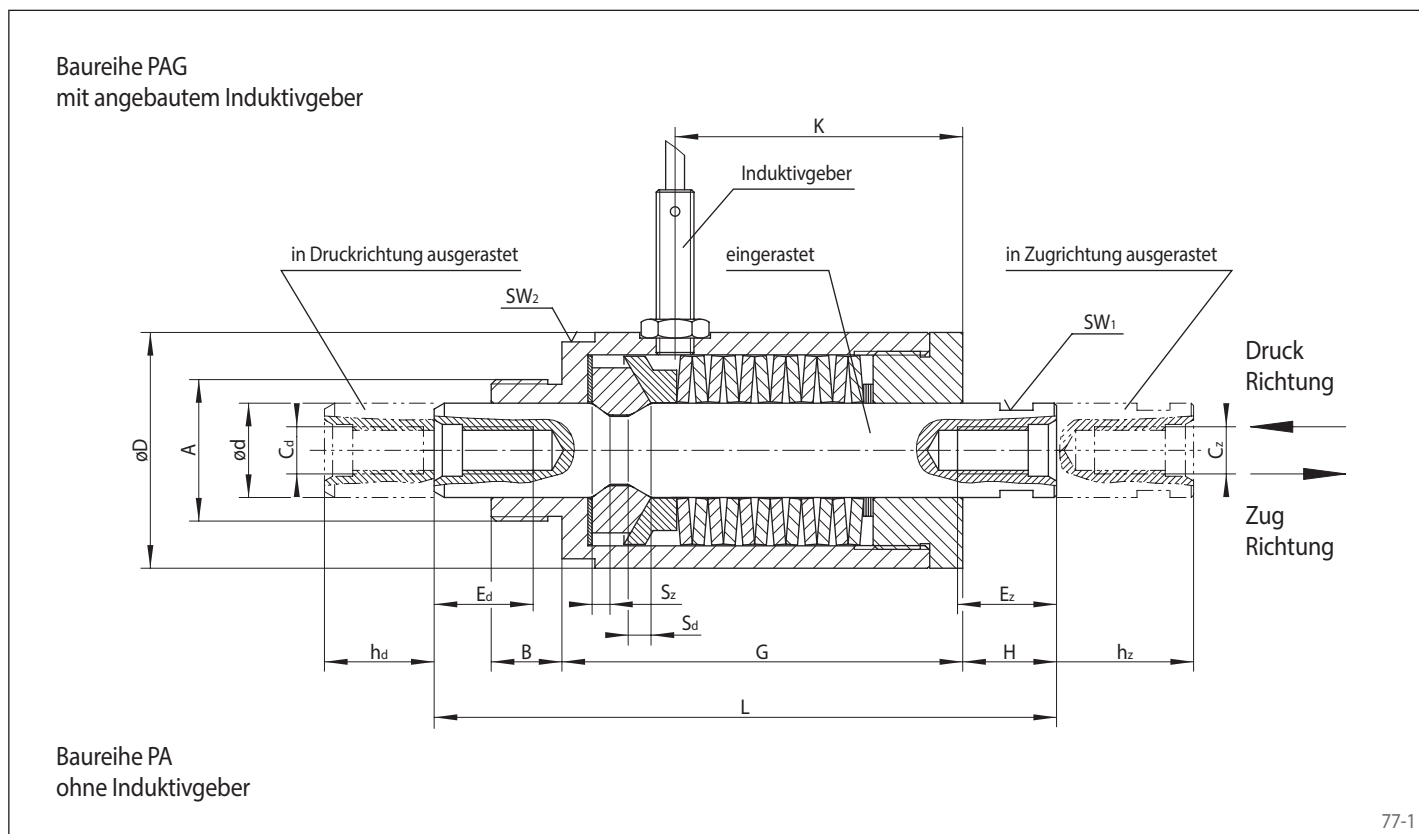 Baureihe PAG
mit angebautem Induktivgeber
K
Induktivgeber
in Druckrichtung ausgerastet
eingerastet
in Zugrichtung ausgerastet
SW2
SW1
Druck
Richtung
øD
A
ød
Cd
Cz
Zug
Richtung
Ed
Sz
Ez
Sd
hd
B
G
H
hz
L
Baureihe PA
ohne Induktivgeber
77-1